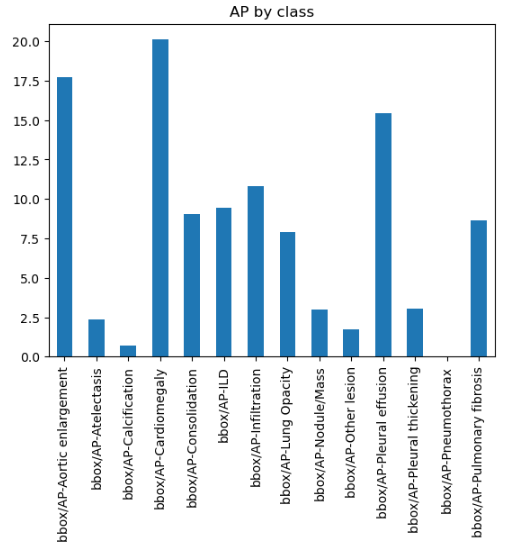 AP by class
20.0
17.5
15.0
12.5
10.0
7.5
5.0
2.5
0.0
bbox/AP-Aortic enlargement
bbox/AP-Atelectasis
bbox/AP-Calcification
bbox/AP-Cardiomegaly
bbox/AP-Consolidation
bbox/AP-ILD
bbox/AP-Infiltration
bbox/AP-Lung Opacity
bbox/AP-Nodule/Mass
bbox/AP-Other lesion
bbox/AP-Pleural effusion
bbox/AP-Pleural thickening
bbox/AP-Pneumothorax
bbox/AP-Pulmonary fibrosis